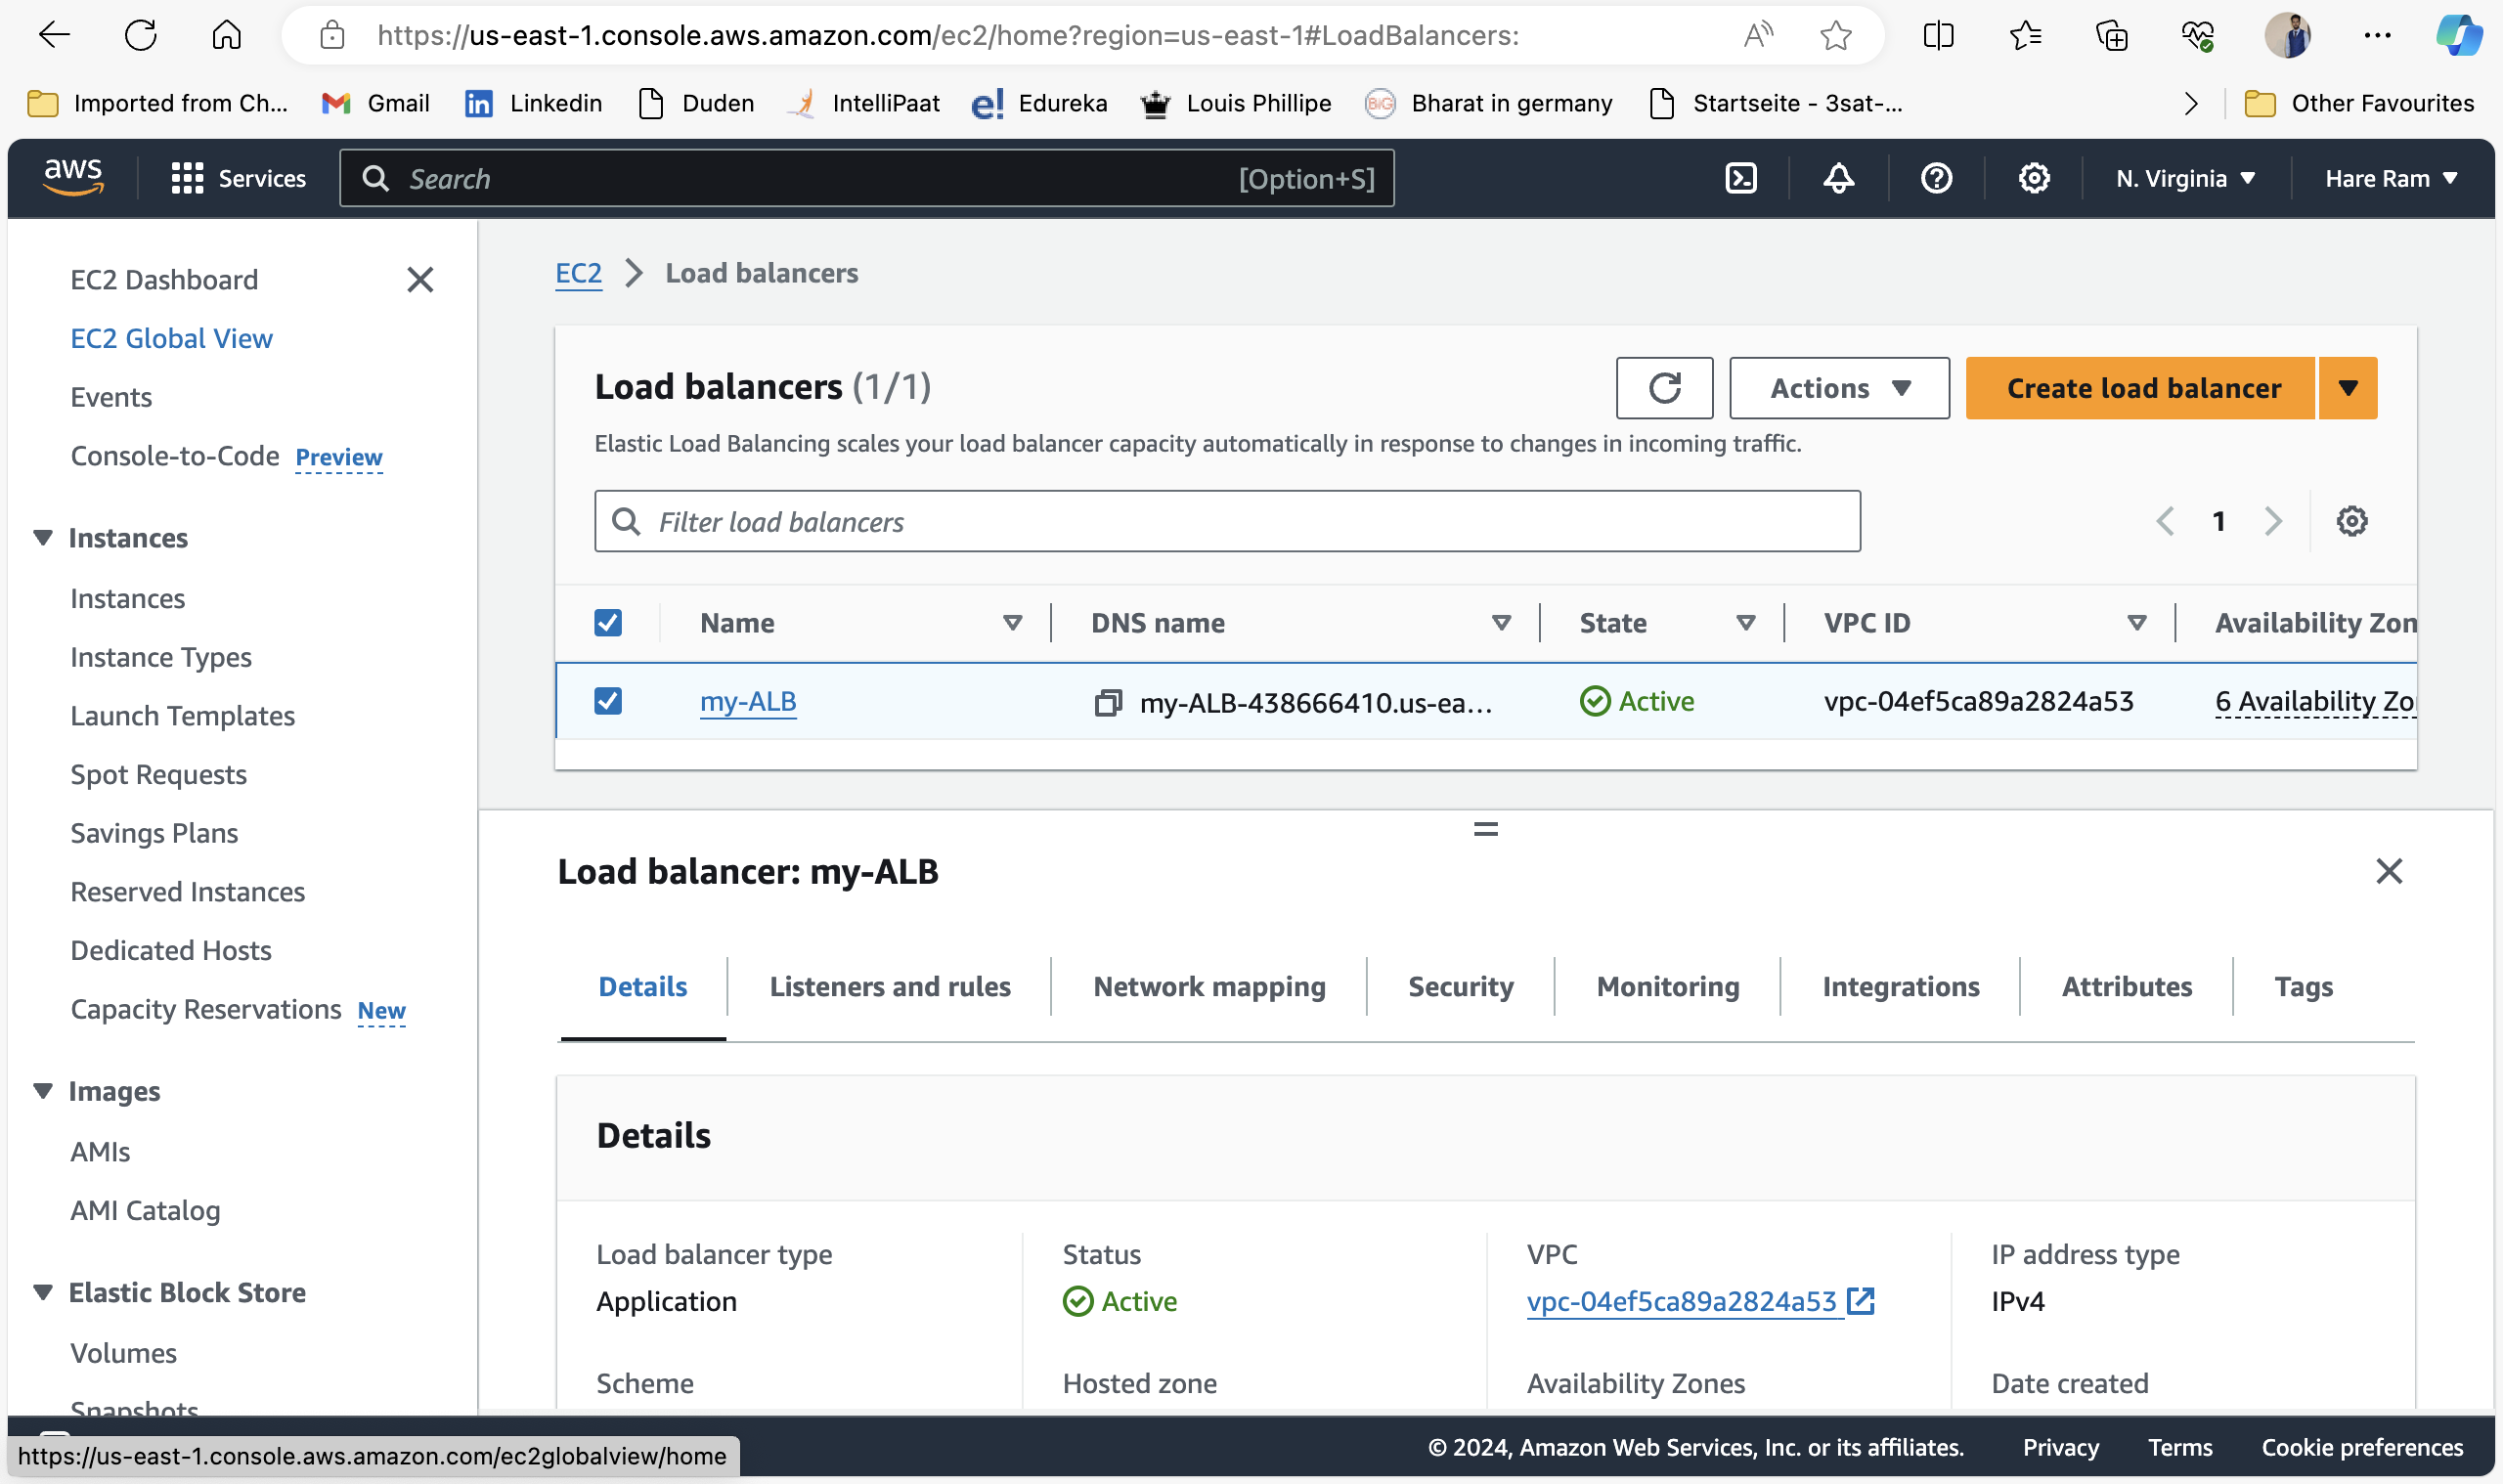 https://us-east-1.console.aws.amazon.com/ec2/home?region=us-east-1#LoadBalancers:
Imported from Ch... Gmail Linkedin Duden IntelliPaat Edureka Louis Phillipe Bharat in germany Startseite - 3sat-... Other Favourites
aws Services Search [Option+S] N. Virginia Hare Ram
EC2 Dashboard
EC2 Global View
Events
Console-to-Code Preview
Instances
Instances
Instance Types
Launch Templates
Spot Requests
Savings Plans
Reserved Instances
Dedicated Hosts
Capacity Reservations New
Images
AMIs
AMI Catalog
Elastic Block Store
Volumes
Snapshots
EC2 Load balancers
Load balancers (1/1) Actions Create load balancer
Elastic Load Balancing scales your load balancer capacity automatically in response to changes in incoming traffic.
Filter load balancers 1
Name DNS name State VPC ID Availability Zon
my-ALB my-ALB-438666410.us-ea... Active vpc-04ef5ca89a2824a53 6 Availability Zo
Load balancer: my-ALB
Details Listeners and rules Network mapping Security Monitoring Integrations Attributes Tags
Details
Load balancer type Status VPC IP address type
Application Active vpc-04ef5ca89a2824a53 IPv4
Scheme Hosted zone Availability Zones Date created
https://us-east-1.console.aws.amazon.com/ec2globalview/home
© 2024, Amazon Web Services, Inc. or its affiliates. Privacy Terms Cookie preferences